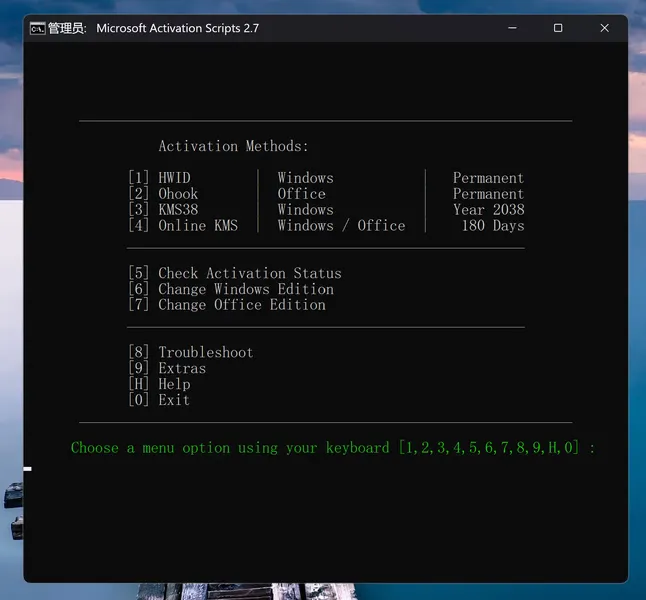 管理员: Microsoft Activation Scripts 2.7
Activation Methods:
[1] HWID | Windows | Permanent
[2] Ohook | Office | Permanent
[3] KMS38 | Windows | Year 2038
[4] Online KMS | Windows / Office | 180 Days
[5] Check Activation Status
[6] Change Windows Edition
[7] Change Office Edition
[8] Troubleshoot
[9] Extras
[H] Help
[0] Exit
Choose a menu option using your keyboard [1,2,3,4,5,6,7,8,9,H,0] :